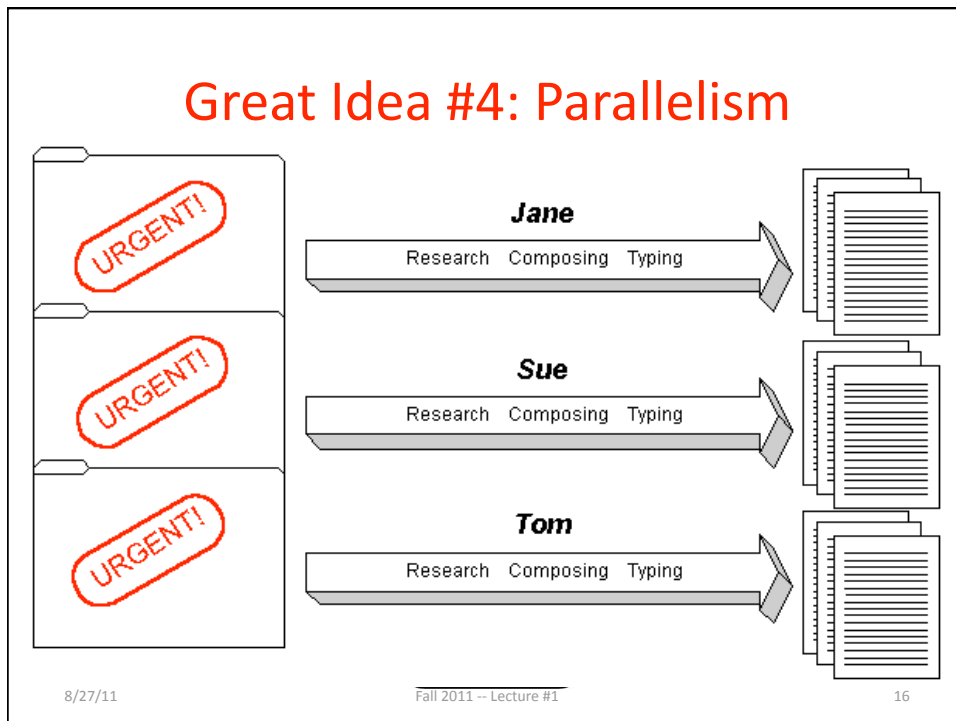 Great Idea #4: Parallelism
URGENT!
Jane
Research Composing Typing
URGENT!
Sue
Research Composing Typing
URGENT!
Tom
Research Composing Typing
8/27/11 Fall 2011 -- Lecture #1 16